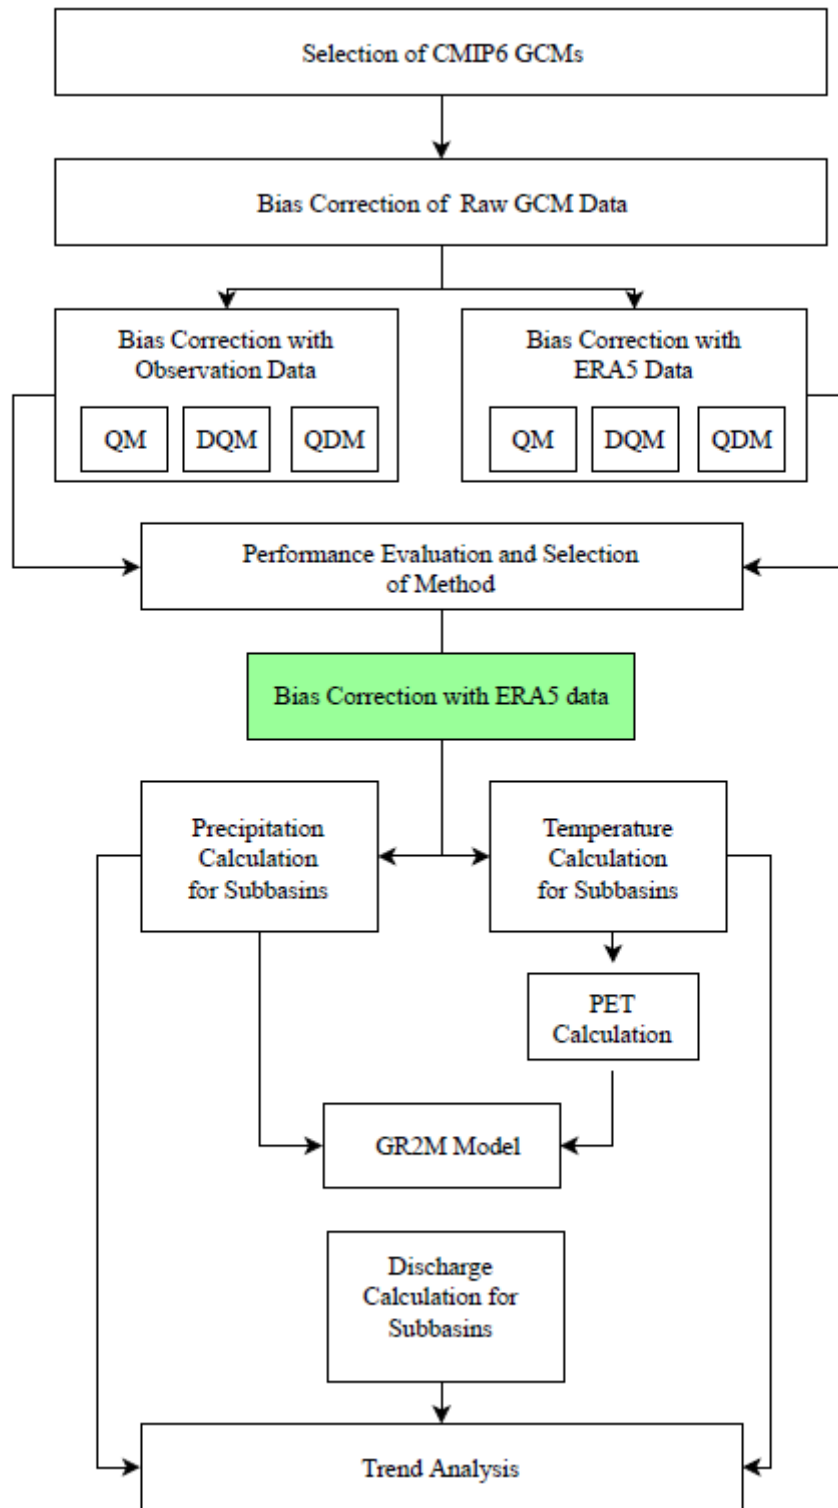 Selection of CMIP6 GCMs
Bias Correction of Raw GCM Data
Bias Correction with
Observation Data
QM
DQM
QDM
Bias Correction with
ERA5 Data
QM
DQM
QDM
Performance Evaluation and Selection
of Method
Bias Correction with ERA5 data
Precipitation
Calculation
for Subbasins
Temperature
Calculation
for Subbasins
PET
Calculation
GR2M Model
Discharge
Calculation for
Subbasins
Trend Analysis